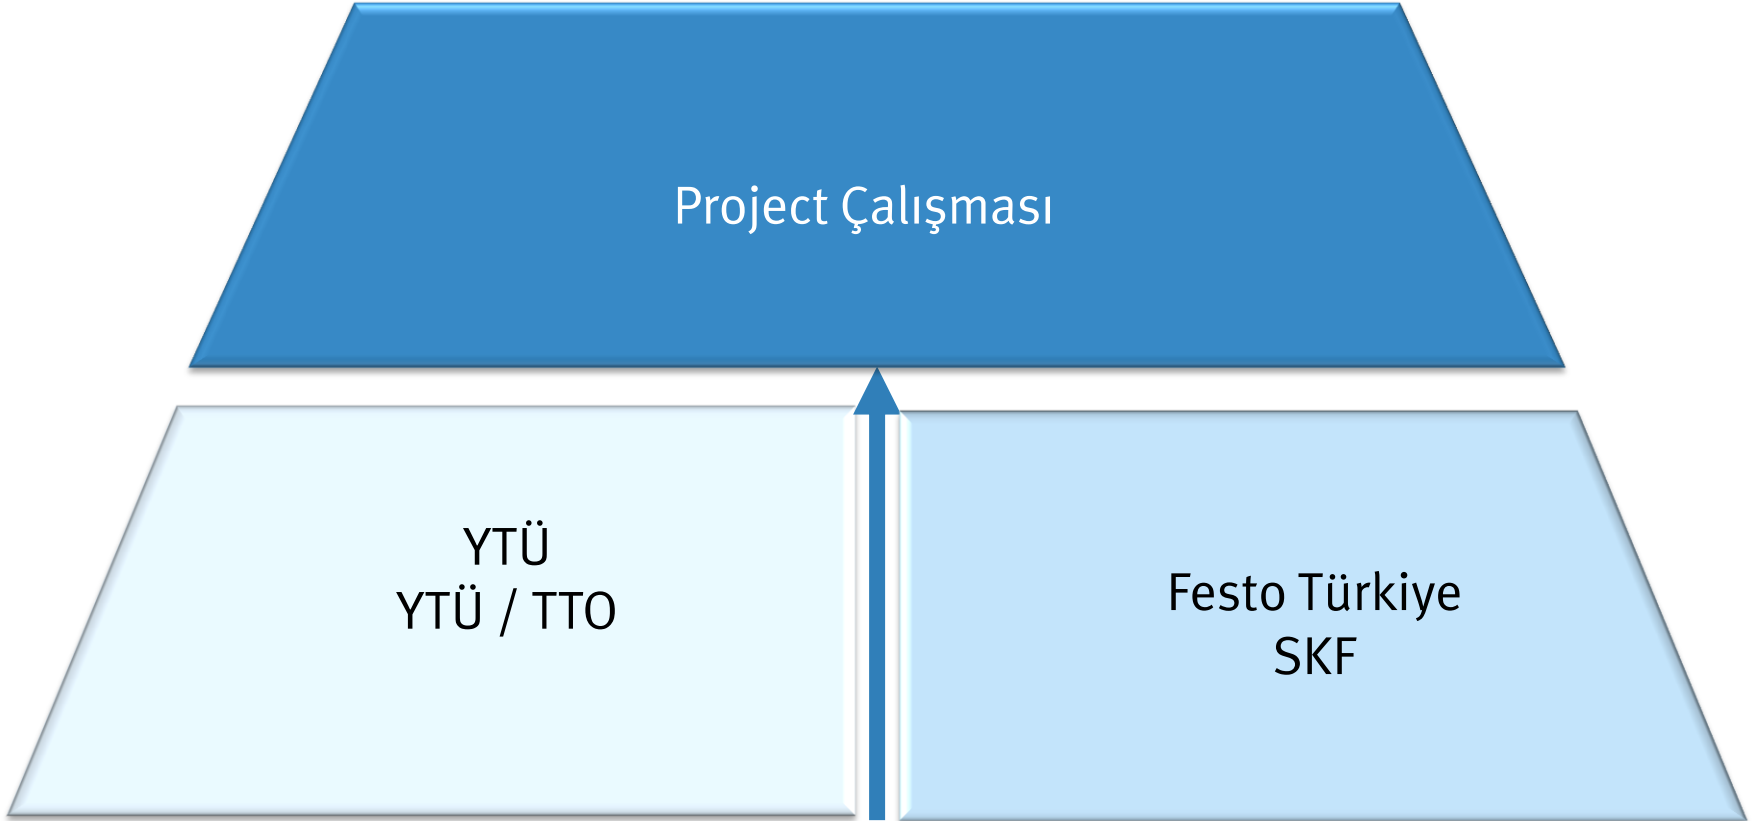 Project Çalışması
YTÜ
YTÜ / TTO
Festo Türkiye
SKF